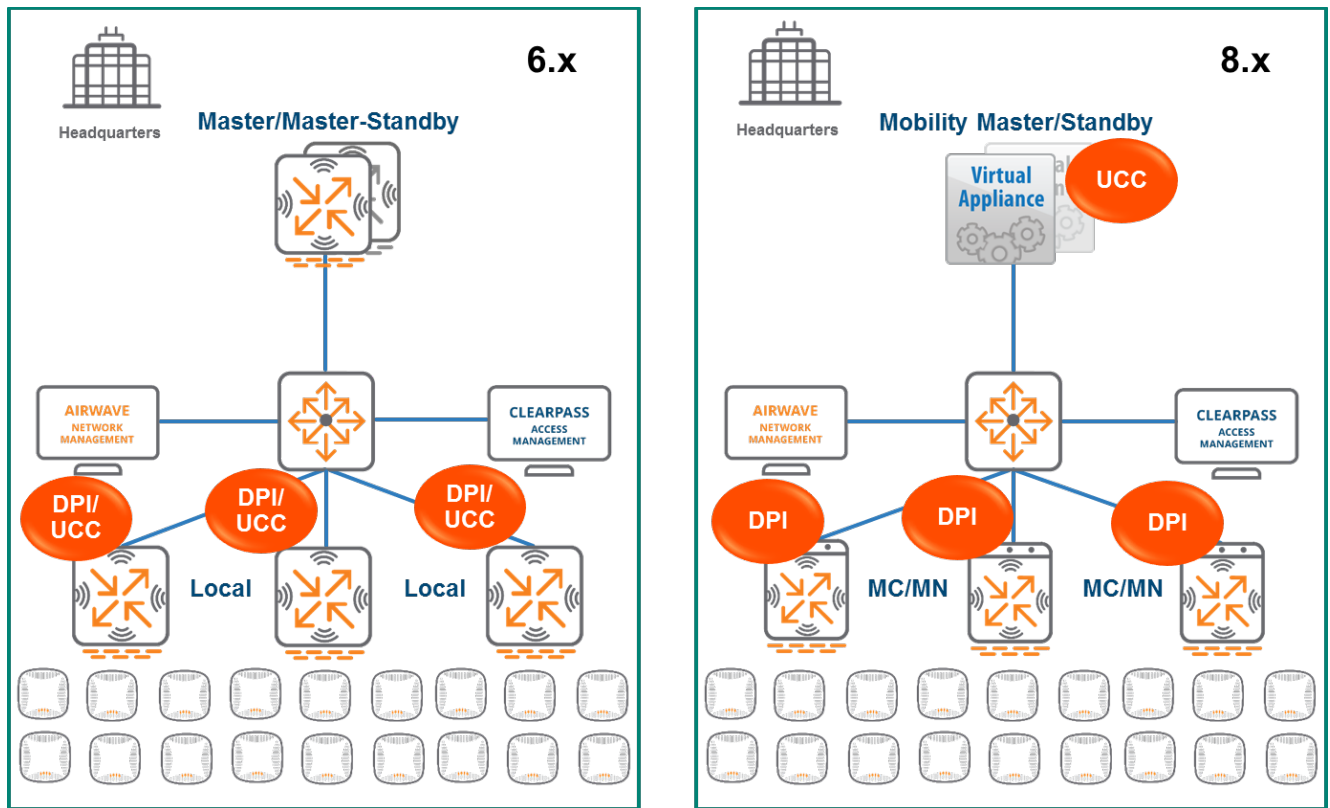 6.x
Headquarters
Master/Master-Standby
AIRWAVE
NETWORK
MANAGEMENT
CLEARPASS
ACCESS
MANAGEMENT
DPI/
UCC
DPI/
UCC
DPI/
UCC
Local
Local
8.x
Headquarters
Mobility Master/Standby
Virtual
Appliance
UCC
AIRWAVE
NETWORK
MANAGEMENT
CLEARPASS
ACCESS
MANAGEMENT
DPI
DPI
DPI
MC/MN
MC/MN